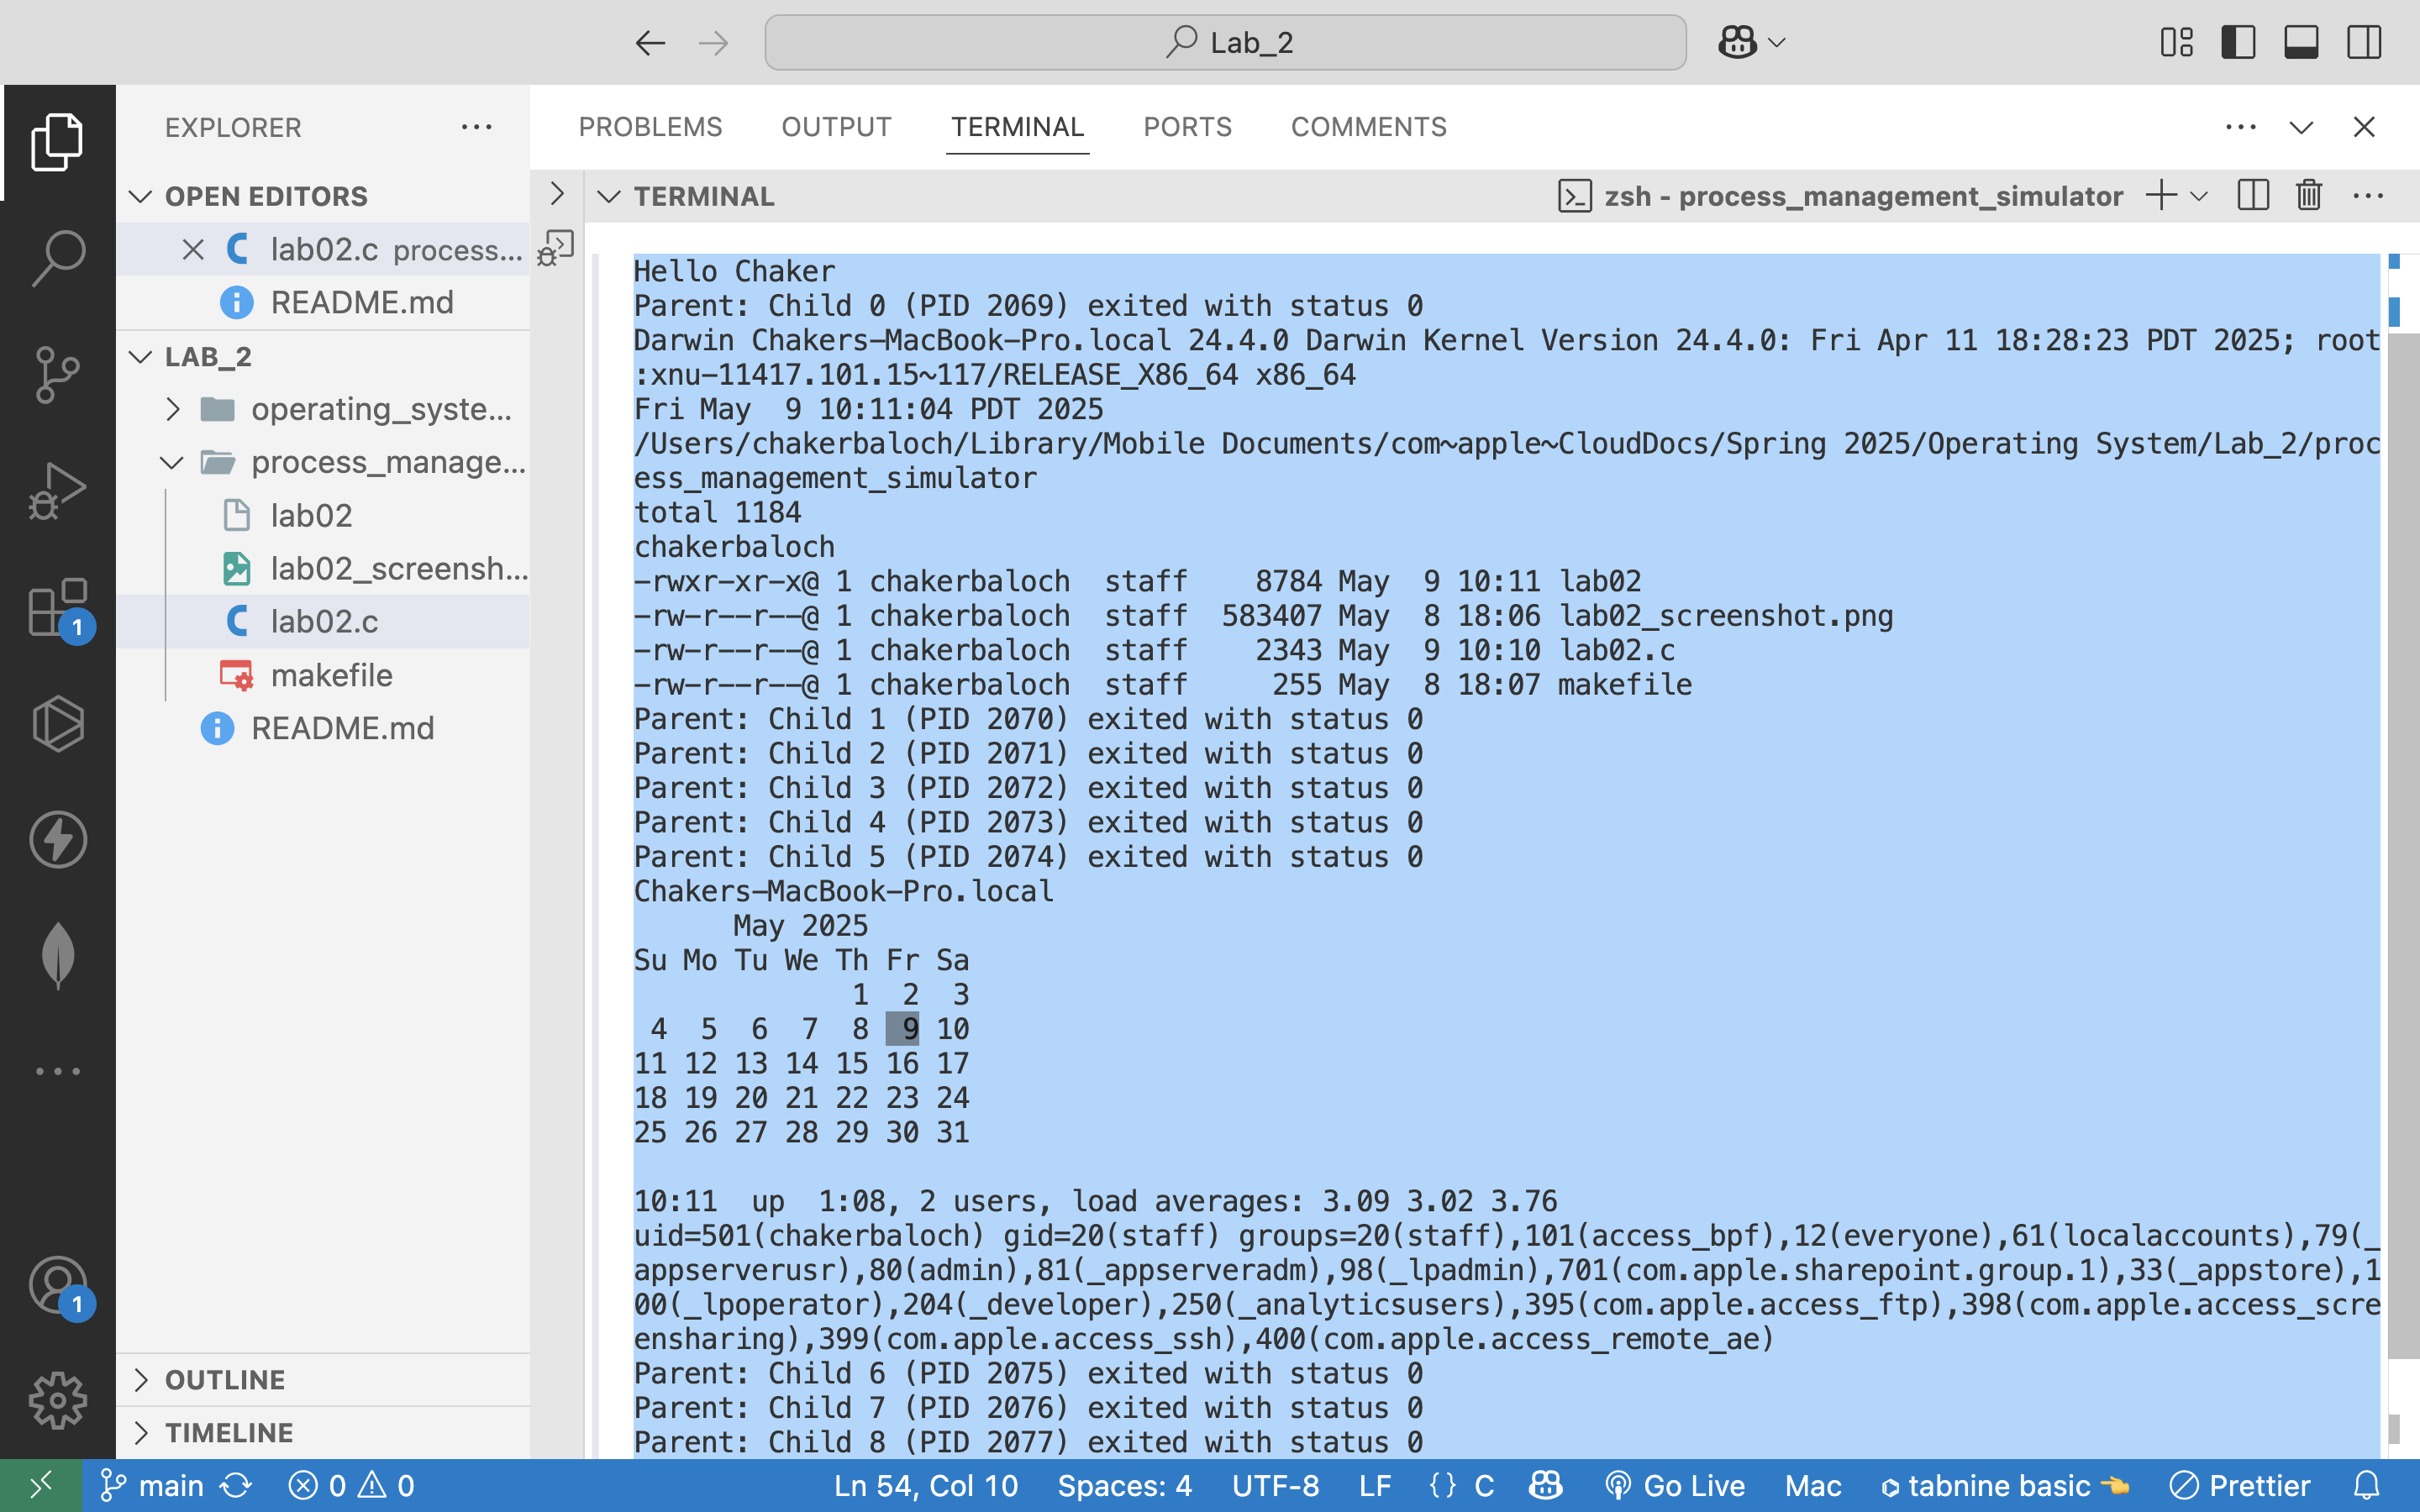 Lab_2
EXPLORER
PROBLEMS OUTPUT TERMINAL PORTS COMMENTS
OPEN EDITORS
lab02.c process...
README.md
LAB_2
operating_syste...
process_manage...
lab02
lab02_screensh...
lab02.c
makefile
README.md
1
1
OUTLINE
TIMELINE
TERMINAL
zsh - process_management_simulator
Hello Chaker
Parent: Child 0 (PID 2069) exited with status 0
Darwin Chakers-MacBook-Pro.local 24.4.0 Darwin Kernel Version 24.4.0: Fri Apr 11 18:28:23 PDT 2025; root
:xnu-11417.101.15~117/RELEASE_X86_64 x86_64
Fri May  9 10:11:04 PDT 2025
/Users/chakerbaloch/Library/Mobile Documents/com~apple~CloudDocs/Spring 2025/Operating System/Lab_2/proc
ess_management_simulator
total 1184
chakerbaloch
-rwxr-xr-x@ 1 chakerbaloch  staff    8784 May  9 10:11 lab02
-rw-r--r--@ 1 chakerbaloch  staff  583407 May  8 18:06 lab02_screenshot.png
-rw-r--r--@ 1 chakerbaloch  staff    2343 May  9 10:10 lab02.c
-rw-r--r--@ 1 chakerbaloch  staff     255 May  8 18:07 makefile
Parent: Child 1 (PID 2070) exited with status 0
Parent: Child 2 (PID 2071) exited with status 0
Parent: Child 3 (PID 2072) exited with status 0
Parent: Child 4 (PID 2073) exited with status 0
Parent: Child 5 (PID 2074) exited with status 0
Chakers-MacBook-Pro.local
      May 2025
Su Mo Tu We Th Fr Sa
             1  2  3
 4  5  6  7  8  9 10
11 12 13 14 15 16 17
18 19 20 21 22 23 24
25 26 27 28 29 30 31
10:11  up  1:08, 2 users, load averages: 3.09 3.02 3.76
uid=501(chakerbaloch) gid=20(staff) groups=20(staff),101(access_bpf),12(everyone),61(localaccounts),79(_
appserverusr),80(admin),81(_appserveradm),98(_lpadmin),701(com.apple.sharepoint.group.1),33(_appstore),1
00(_lpoperator),204(_developer),250(_analyticsusers),395(com.apple.access_ftp),398(com.apple.access_scre
ensharing),399(com.apple.access_ssh),400(com.apple.access_remote_ae)
Parent: Child 6 (PID 2075) exited with status 0
Parent: Child 7 (PID 2076) exited with status 0
Parent: Child 8 (PID 2077) exited with status 0
main 0 0 Ln 54, Col 10 Spaces: 4 UTF-8 LF {} C Go Live Mac tabnine basic 👈 Prettier